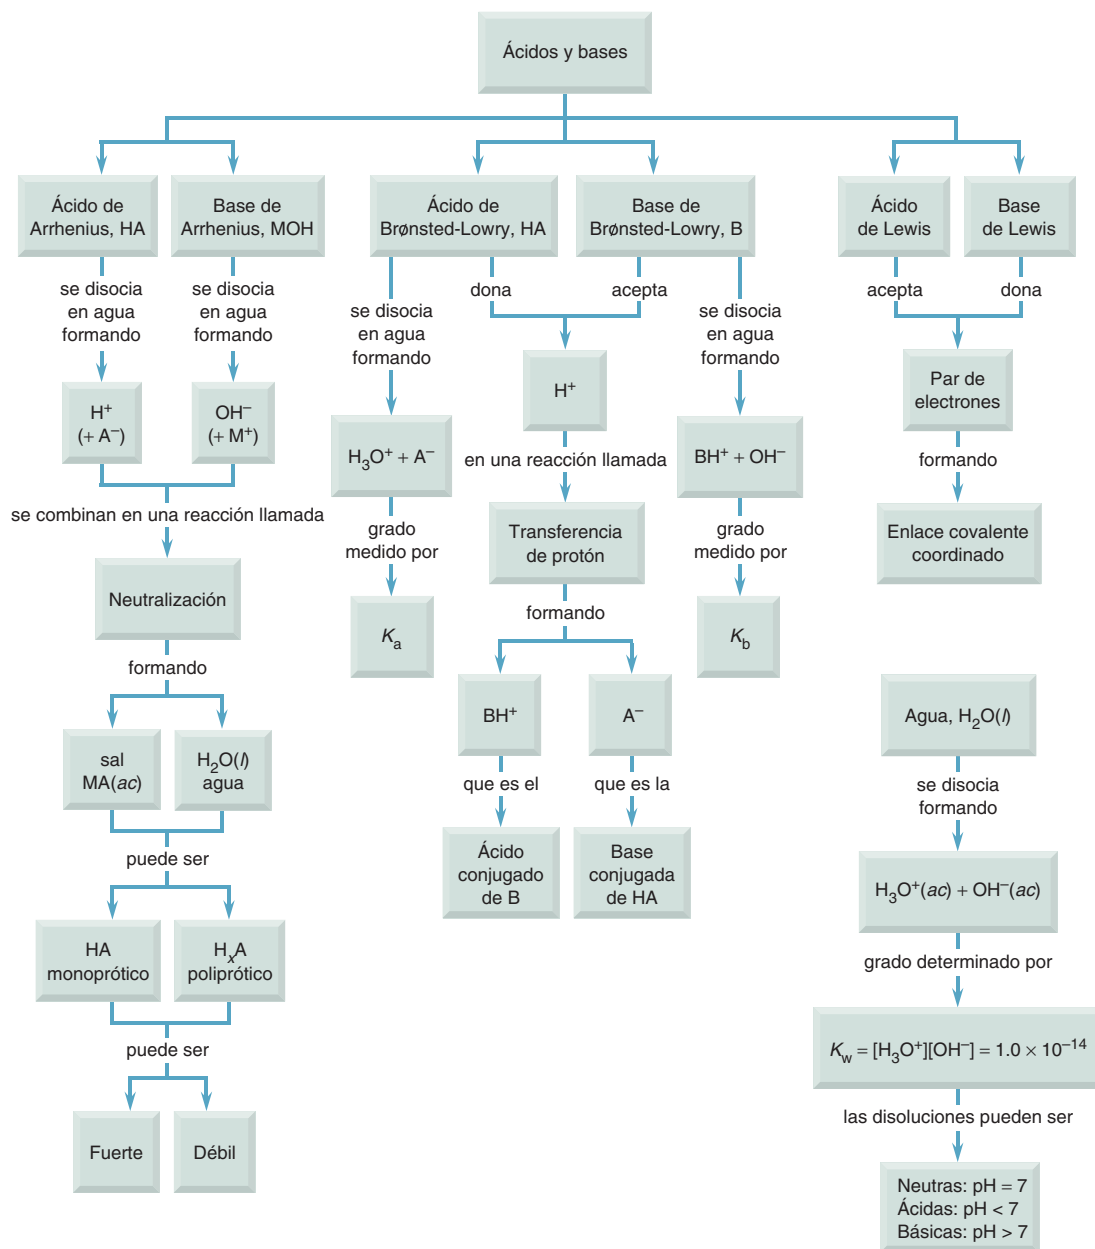 Ácidos y bases
Ácido de
Arrhenius, HA
Base de
Arrhenius, MOH
Ácido de
Brønsted-Lowry, HA
Base de
Brønsted-Lowry, B
Ácido
de Lewis
Base
de Lewis
se disocia
en agua
formando
se disocia
en agua
formando
se disocia
en agua
formando
dona
acepta
se disocia
en agua
formando
acepta
dona
H⁺
(+ A⁻)
OH⁻
(+ M⁺)
H⁺
Par de
electrones
H₃O⁺ + A⁻
en una reacción llamada
BH⁺ + OH⁻
formando
se combinan en una reacción llamada
grado
medido por
Transferencia
de protón
grado
medido por
Enlace covalente
coordinado
Neutralización
Kₐ
formando
K_b
formando
BH⁺
A⁻
Agua, H₂O(l)
sal
MA(ac)
H₂O(l)
agua
que es el
que es la
se disocia
formando
puede ser
Ácido
conjugado
de B
Base
conjugada
de HA
H₃O⁺(ac) + OH⁻(ac)
HA
monoprótico
HₓA
poliprótico
grado determinado por
puede ser
K_w = [H₃O⁺][OH⁻] = 1.0 × 10⁻¹⁴
las disoluciones pueden ser
Fuerte
Débil
Neutras: pH = 7
Ácidas: pH < 7
Básicas: pH > 7